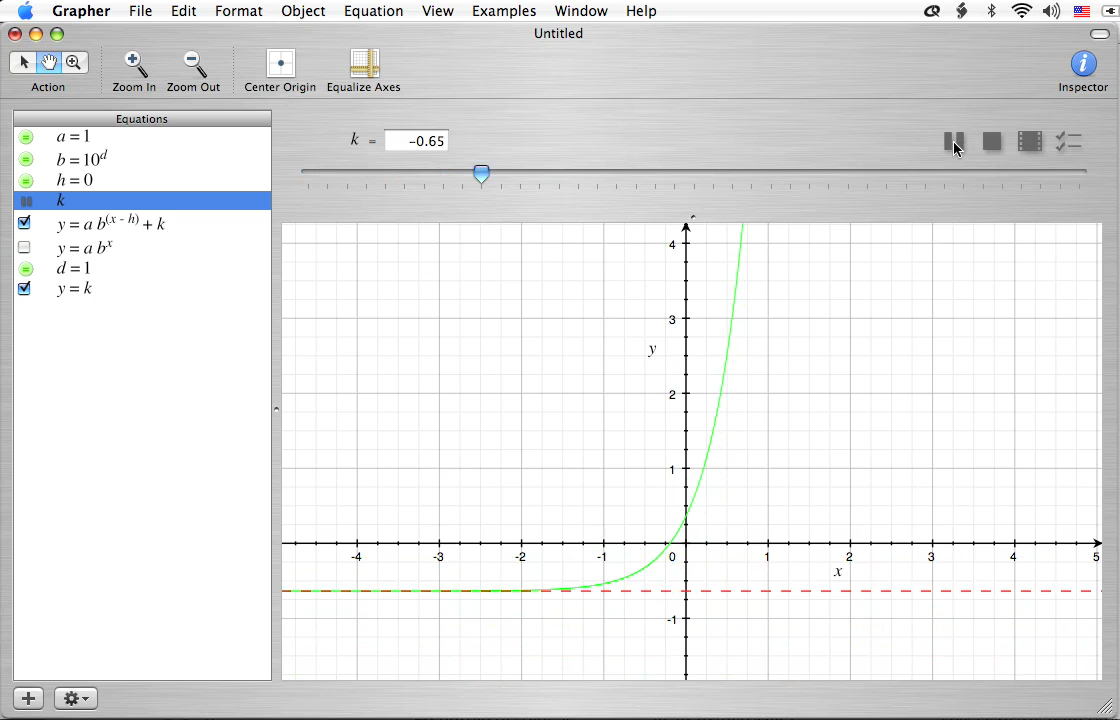 Grapher File Edit Format Object Equation View Examples Window Help
Untitled
Action Zoom In Zoom Out Center Origin Equalize Axes Inspector
Equations
a = 1
b = 10^d
h = 0
k
y = a b^(x - h) + k
y = a b^x
d = 1
y = k
k = -0.65
4
3
y
2
1
-4 -3 -2 -1 0 1 2 3 4 5
x
-1